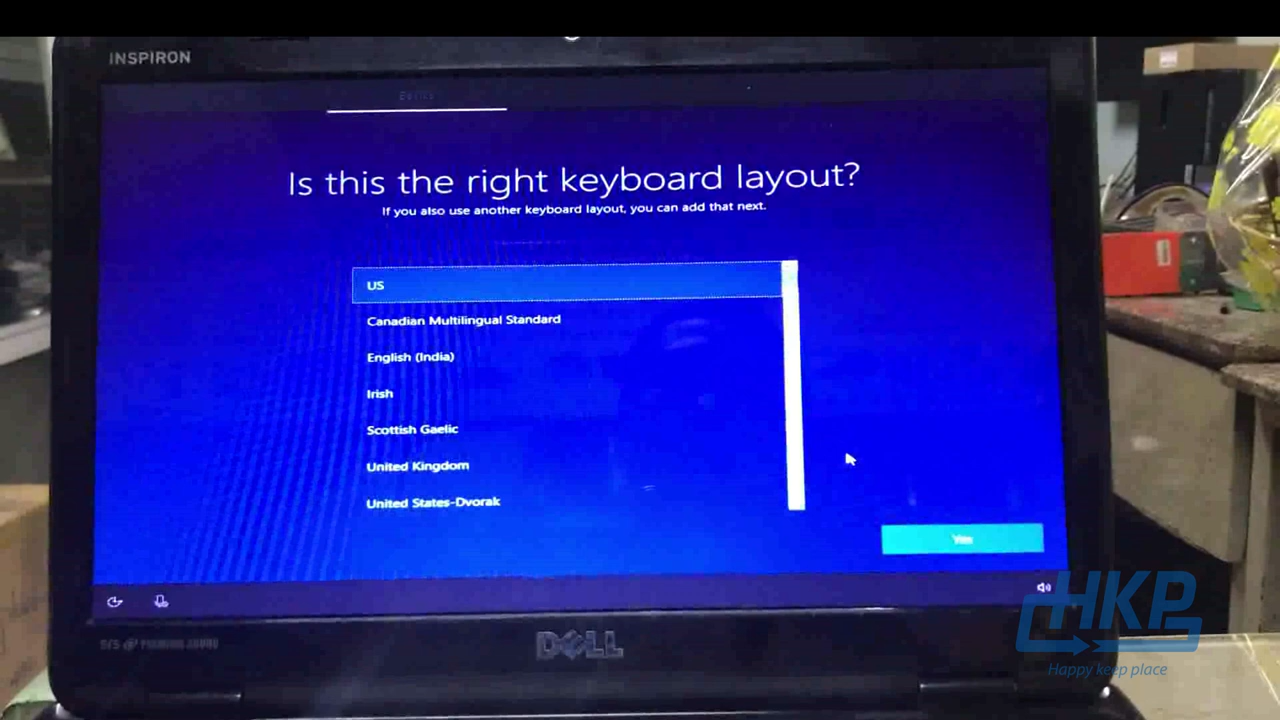 INSPIRON
Basics
Is this the right keyboard layout?
If you also use another keyboard layout, you can add that next.
US
Canadian Multilingual Standard
English (India)
Irish
Scottish Gaelic
United Kingdom
United States-Dvorak
Yes
DELL
HKP
Happy keep place